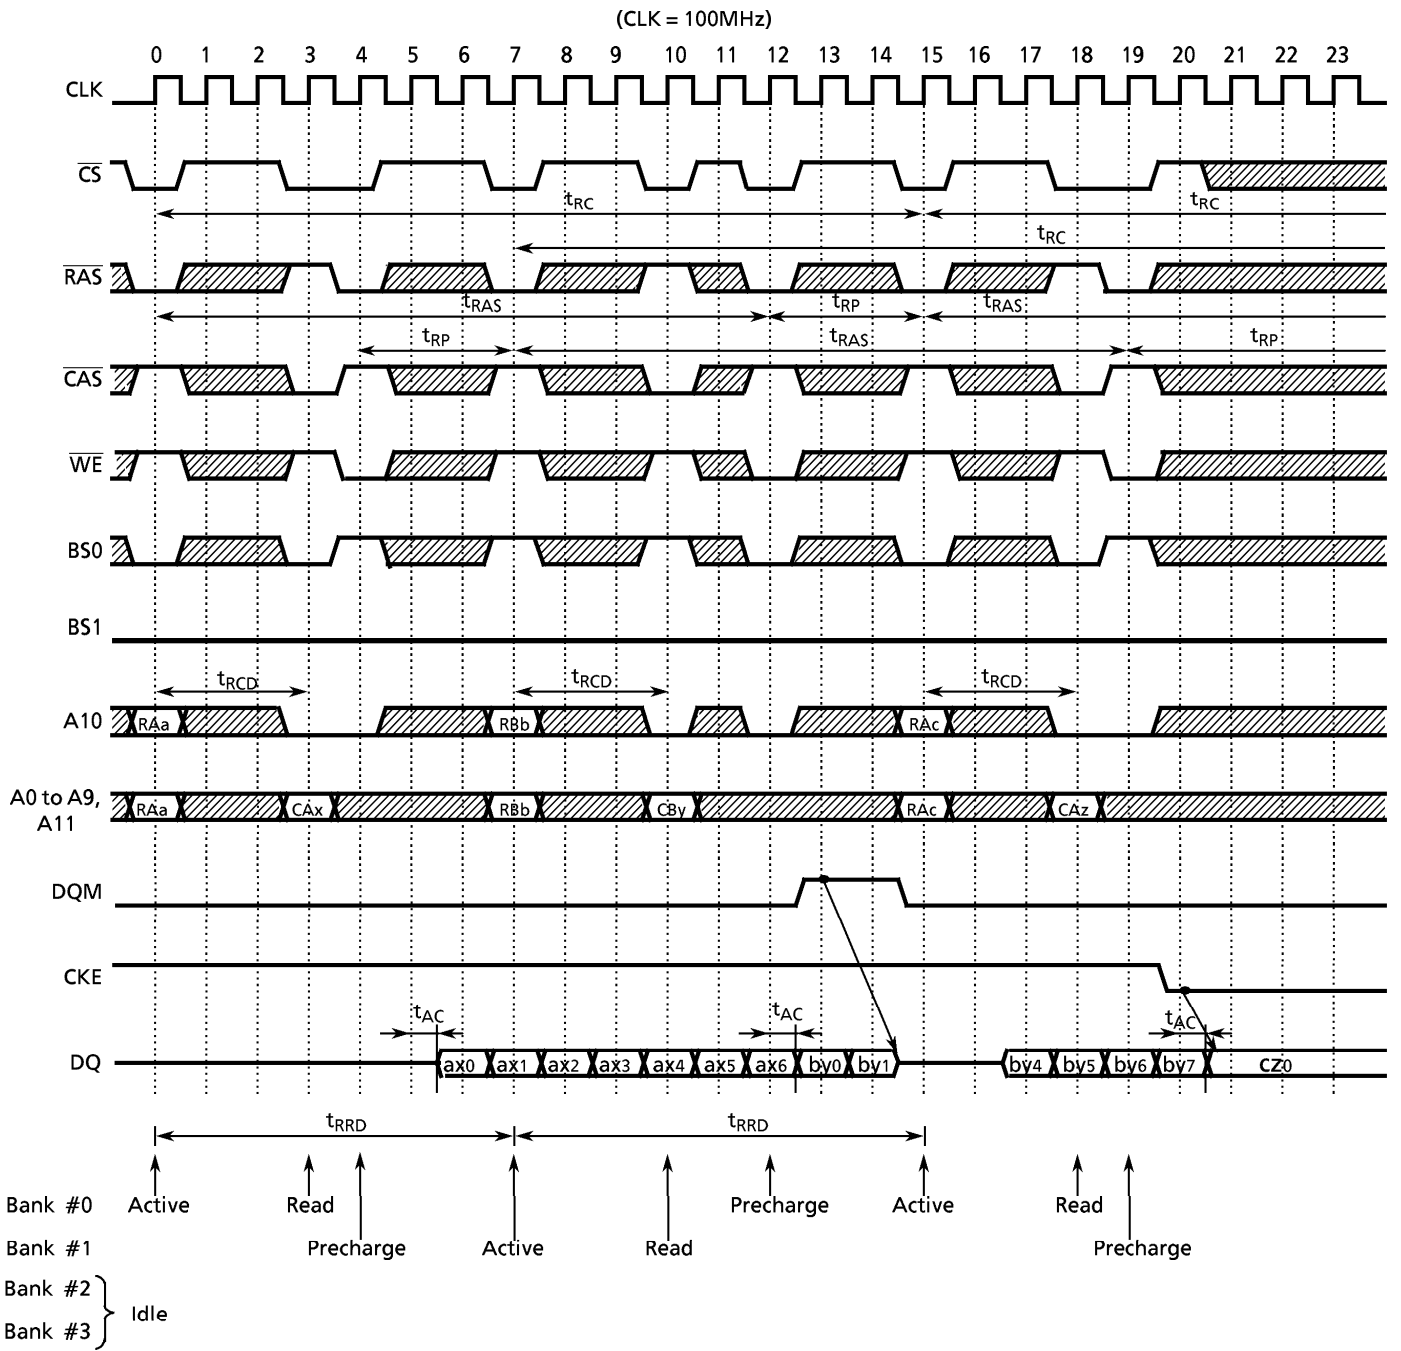 (CLK = 100MHz)
0 1 2 3 4 5 6 7 8 9 10 11 12 13 14 15 16 17 18 19 20 21 22 23
CLK
CS
tRC tRC
tRC
RAS
tRAS tRP tRAS
tRP tRAS tRP
CAS
WE
BS0
BS1
tRCD tRCD tRCD
A10 RAa RBb RAc
A0 to A9,
A11
RAa CAx RBb CBy RAc CAz
DQM
CKE
tAC tAC tAC
DQ ax0 ax1 ax2 ax3 ax4 ax5 ax6 by0 by1 by4 by5 by6 by7 CZ0
tRRD tRRD
Bank #0 Active Read Precharge Active Read
Bank #1 Precharge Active Read Precharge
Bank #2
Idle
Bank #3